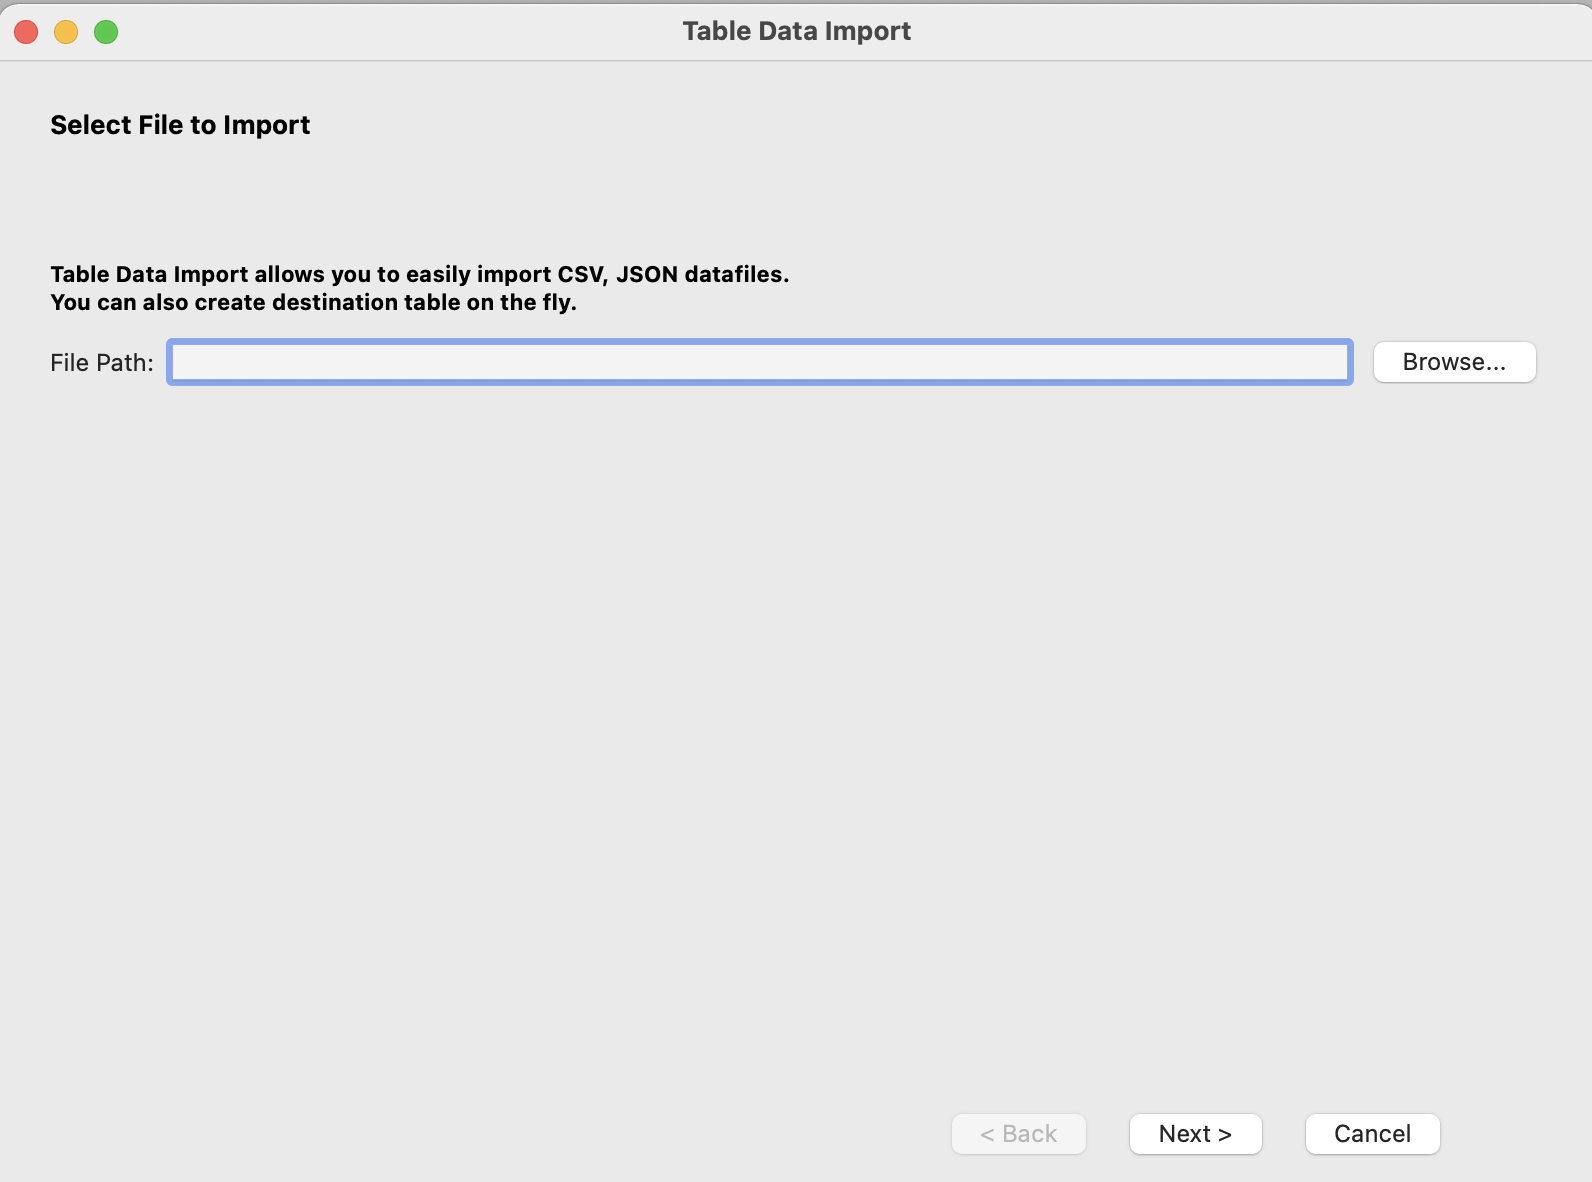 Table Data Import
Select File to Import
Table Data Import allows you to easily import CSV, JSON datafiles.
You can also create destination table on the fly.
File Path:
Browse...
< Back
Next >
Cancel